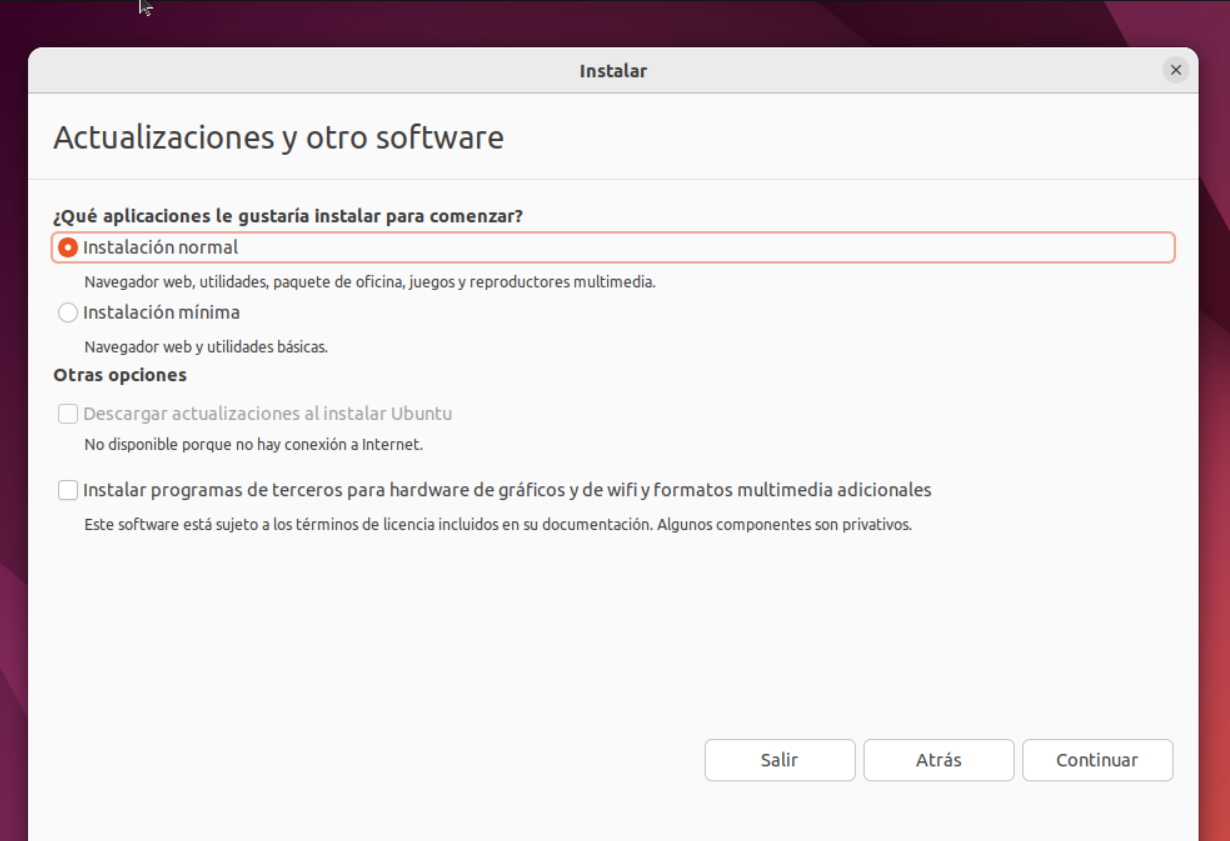 Instalar
Actualizaciones y otro software
¿Qué aplicaciones le gustaría instalar para comenzar?
Instalación normal
Navegador web, utilidades, paquete de oficina, juegos y reproductores multimedia.
Instalación mínima
Navegador web y utilidades básicas.
Otras opciones
Descargar actualizaciones al instalar Ubuntu
No disponible porque no hay conexión a Internet.
Instalar programas de terceros para hardware de gráficos y de wifi y formatos multimedia adicionales
Este software está sujeto a los términos de licencia incluidos en su documentación. Algunos componentes son privativos.
Salir
Atrás
Continuar